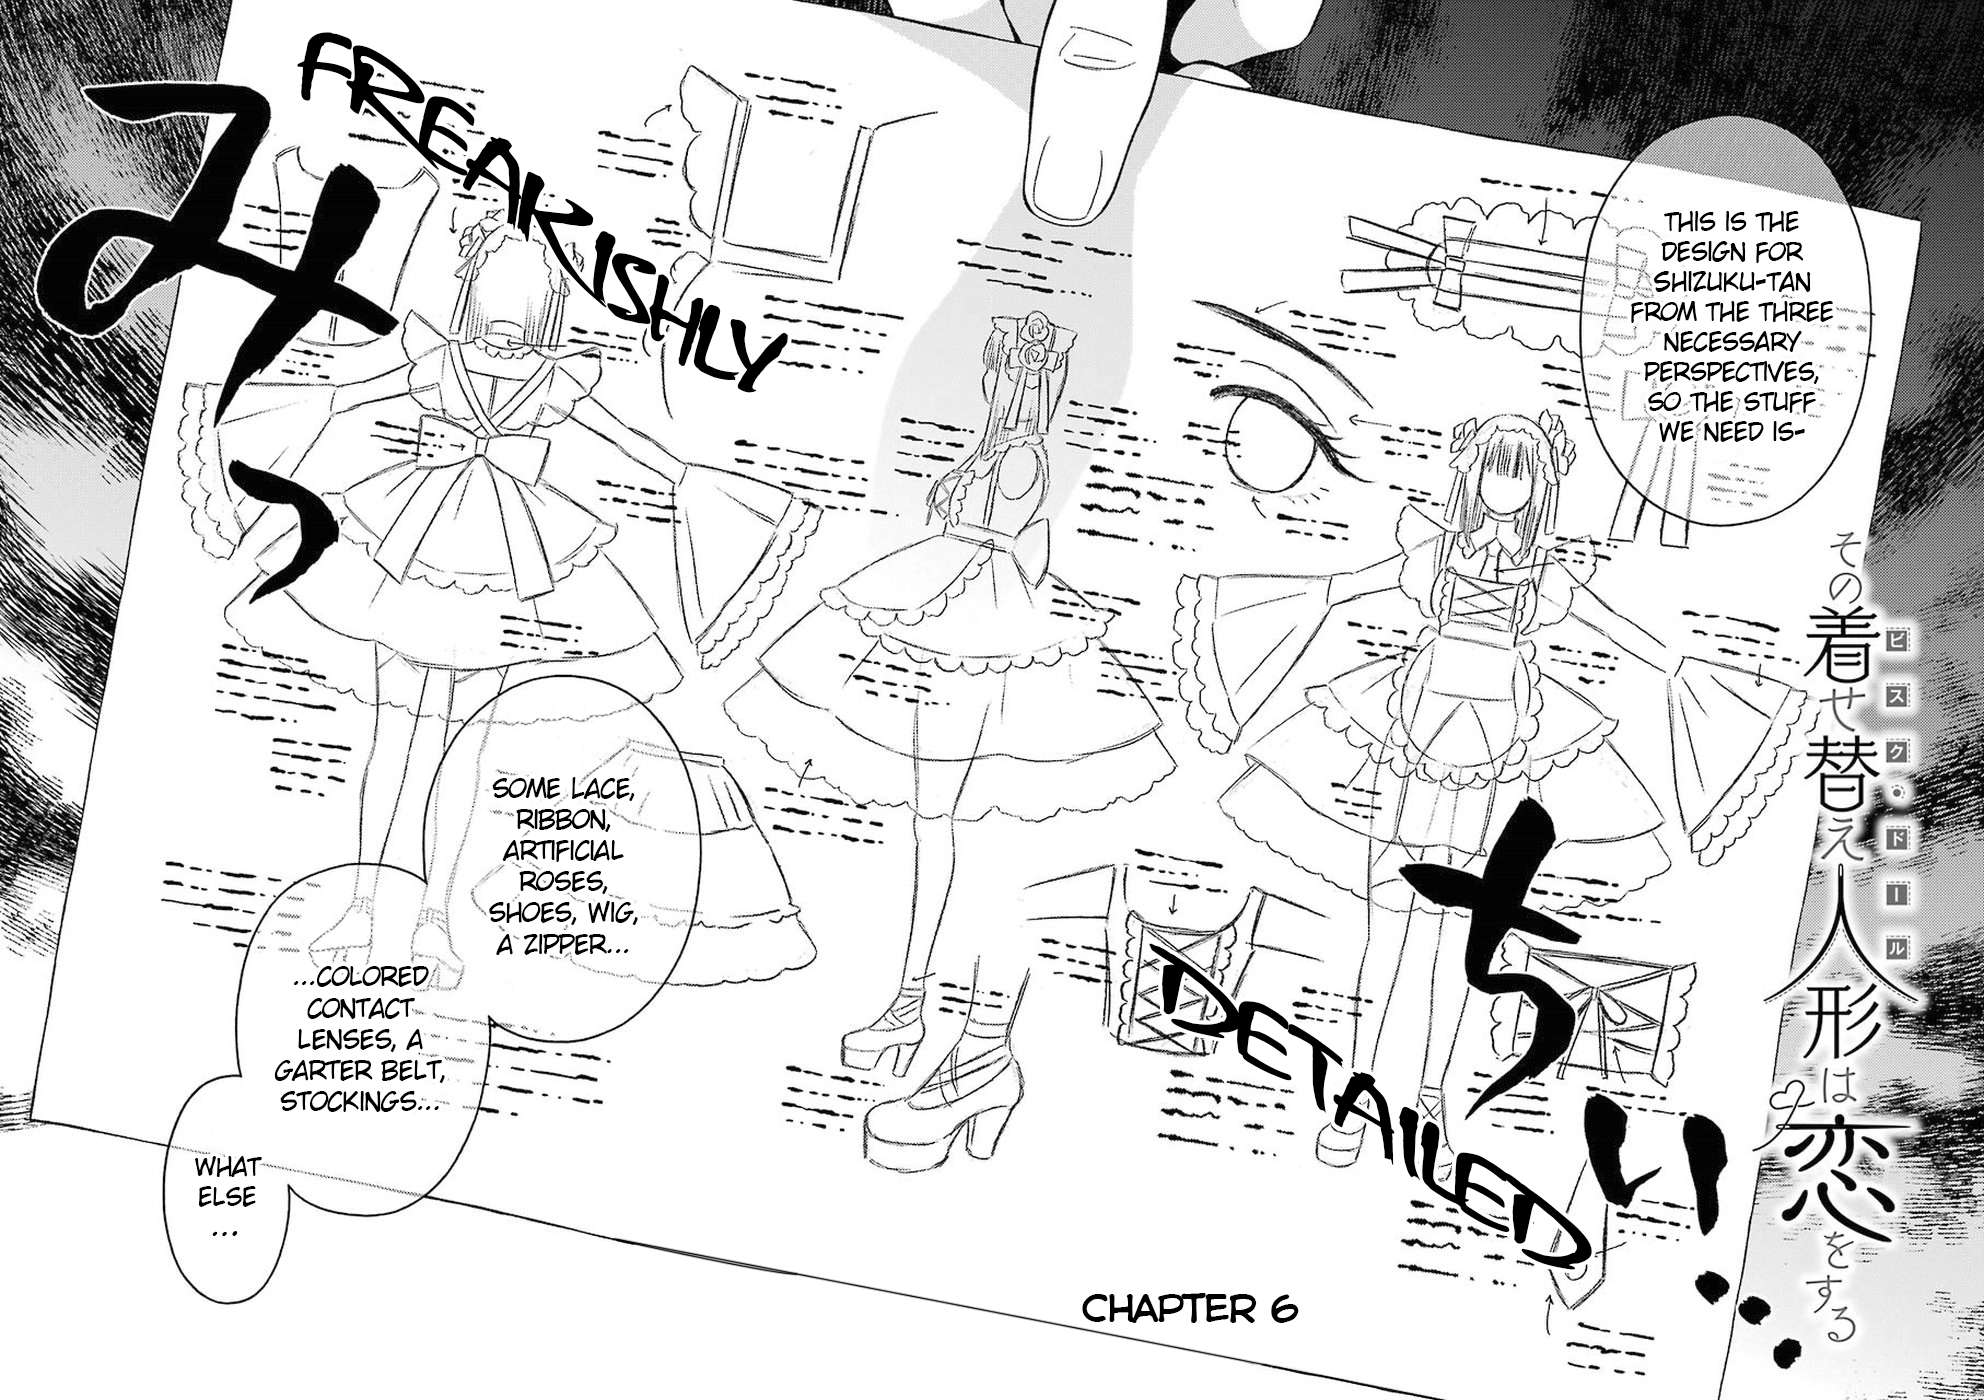 THIS IS THE
DESIGN FOR
SHIZUKU-TAN
FROM THE THREE
NECESSARY
PERSPECTIVES,
SO THE STUFF
WE NEED IS-
その着せ替え人形は恋をする
ビスク・ドール
FREAKISHLY
みっ
DETAILED
ちい・・・・・
SOME LACE,
RIBBON,
ARTIFICIAL
ROSES,
SHOES, WIG,
A ZIPPER...
...COLORED
CONTACT
LENSES, A
GARTER BELT,
STOCKINGS...
WHAT
ELSE
...
CHAPTER 6